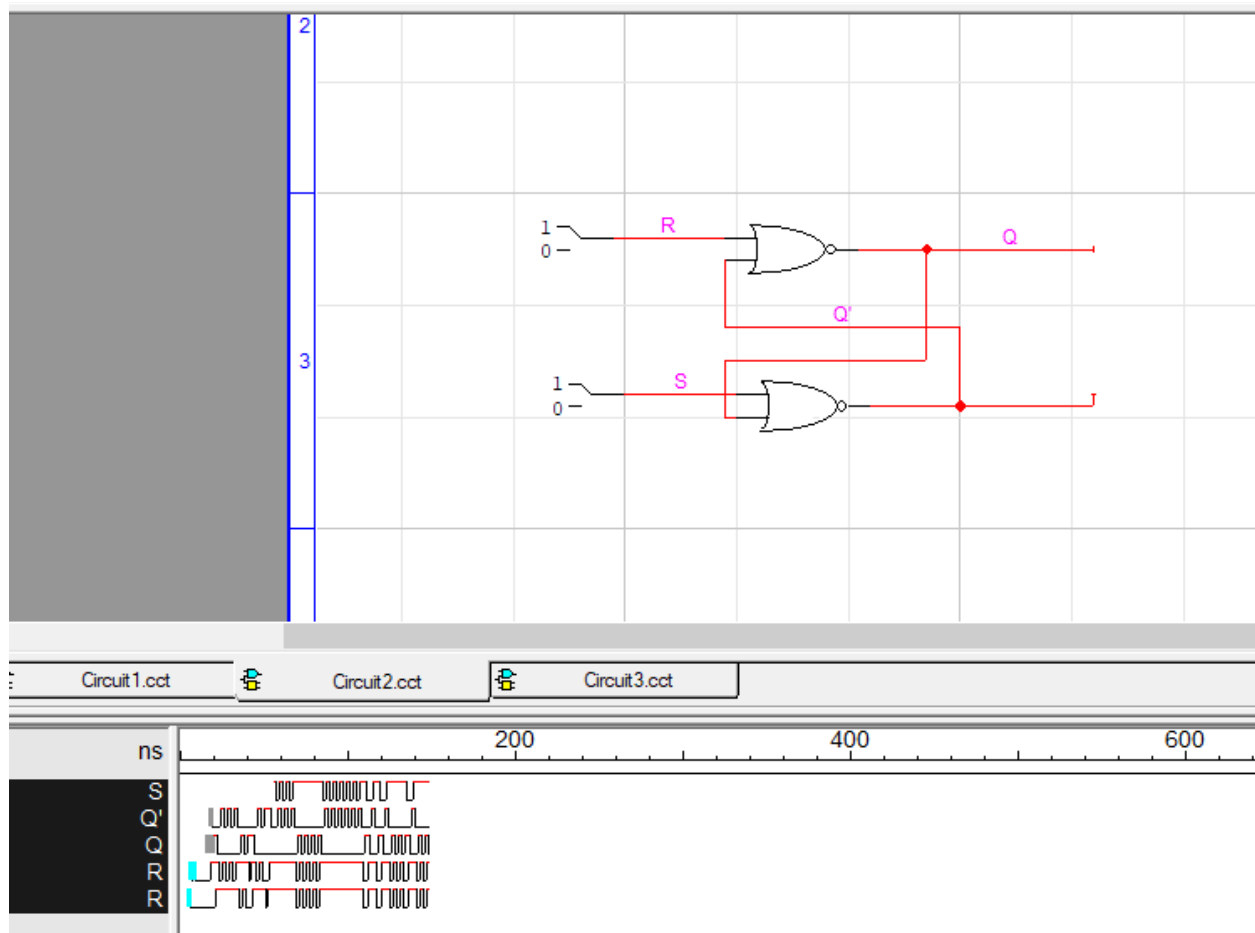 2
1
0
R
Q
Q'
3
1
0
S
Circuit1.cct
Circuit2.cct
Circuit3.cct
ns
200
400
600
S
Q'
Q
R
R